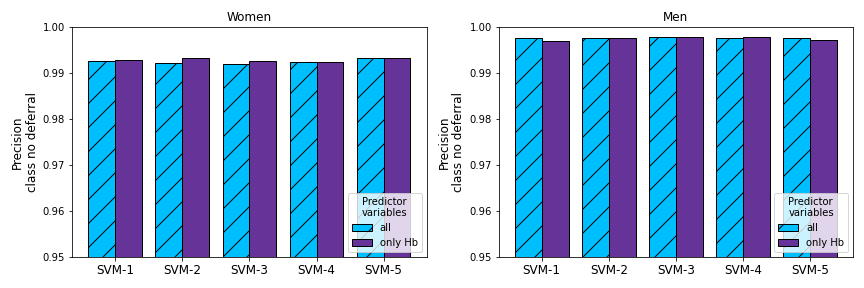 Women
Precision
class no deferral
1.00
0.99
0.98
0.97
0.96
0.95
SVM-1 SVM-2 SVM-3 SVM-4 SVM-5
Predictor
variables
all
only Hb
Men
Precision
class no deferral
1.00
0.99
0.98
0.97
0.96
0.95
SVM-1 SVM-2 SVM-3 SVM-4 SVM-5
Predictor
variables
all
only Hb